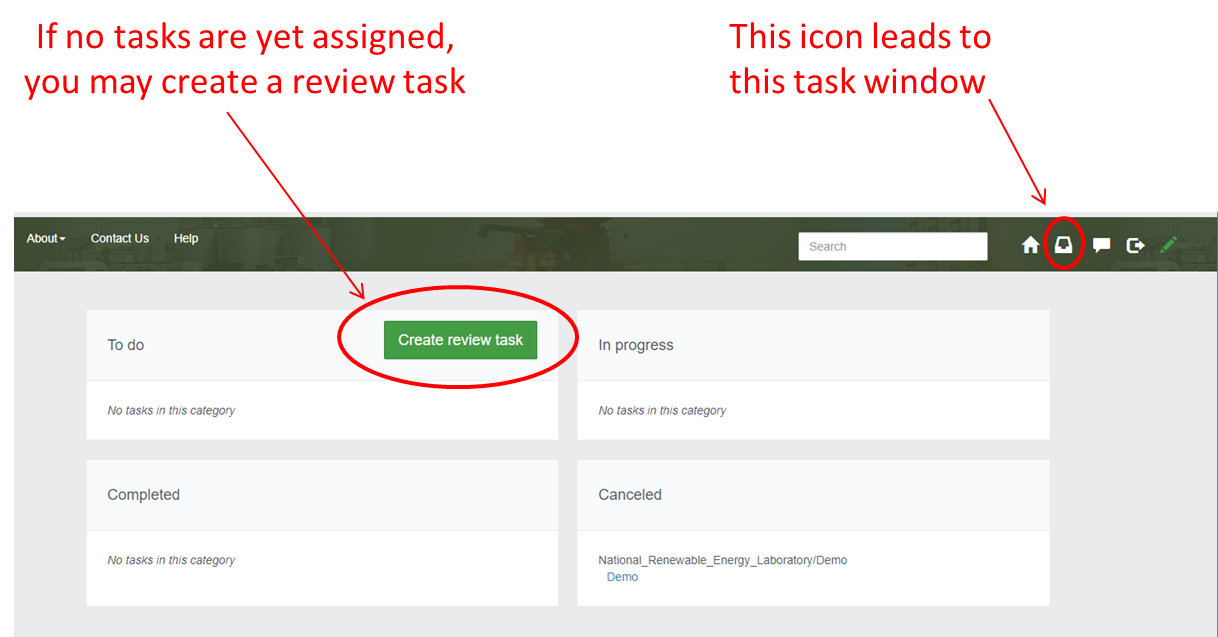 If no tasks are yet assigned,
you may create a review task
This icon leads to
this task window
About
Contact Us
Help
Search
To do
Create review task
No tasks in this category
In progress
No tasks in this category
Completed
No tasks in this category
Canceled
National_Renewable_Energy_Laboratory/Demo
Demo